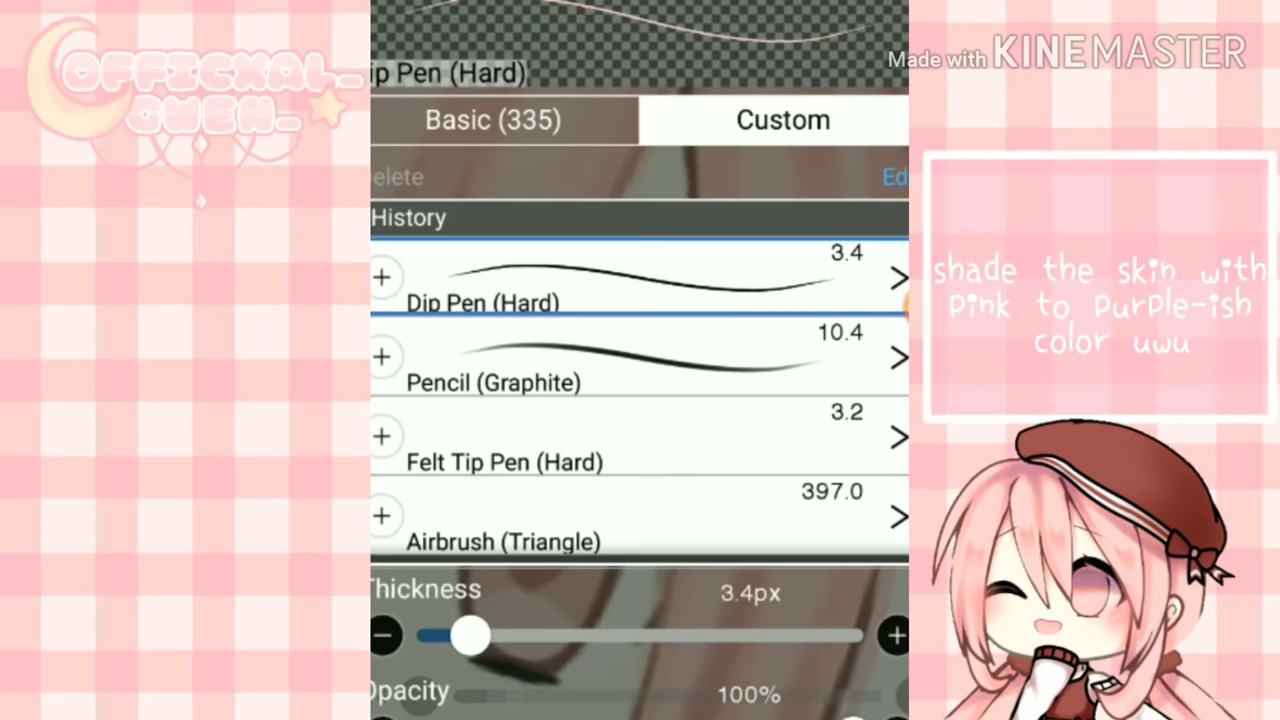 OFFICXAL_
GWEN_
Made with KINEMASTER
ip Pen (Hard)
Basic (335)
Custom
elete
Ed
History
3.4
Dip Pen (Hard)
10.4
Pencil (Graphite)
3.2
Felt Tip Pen (Hard)
397.0
Airbrush (Triangle)
Thickness
3.4px
Opacity
100%
shade the skin with
pink to purple-ish
color uwu